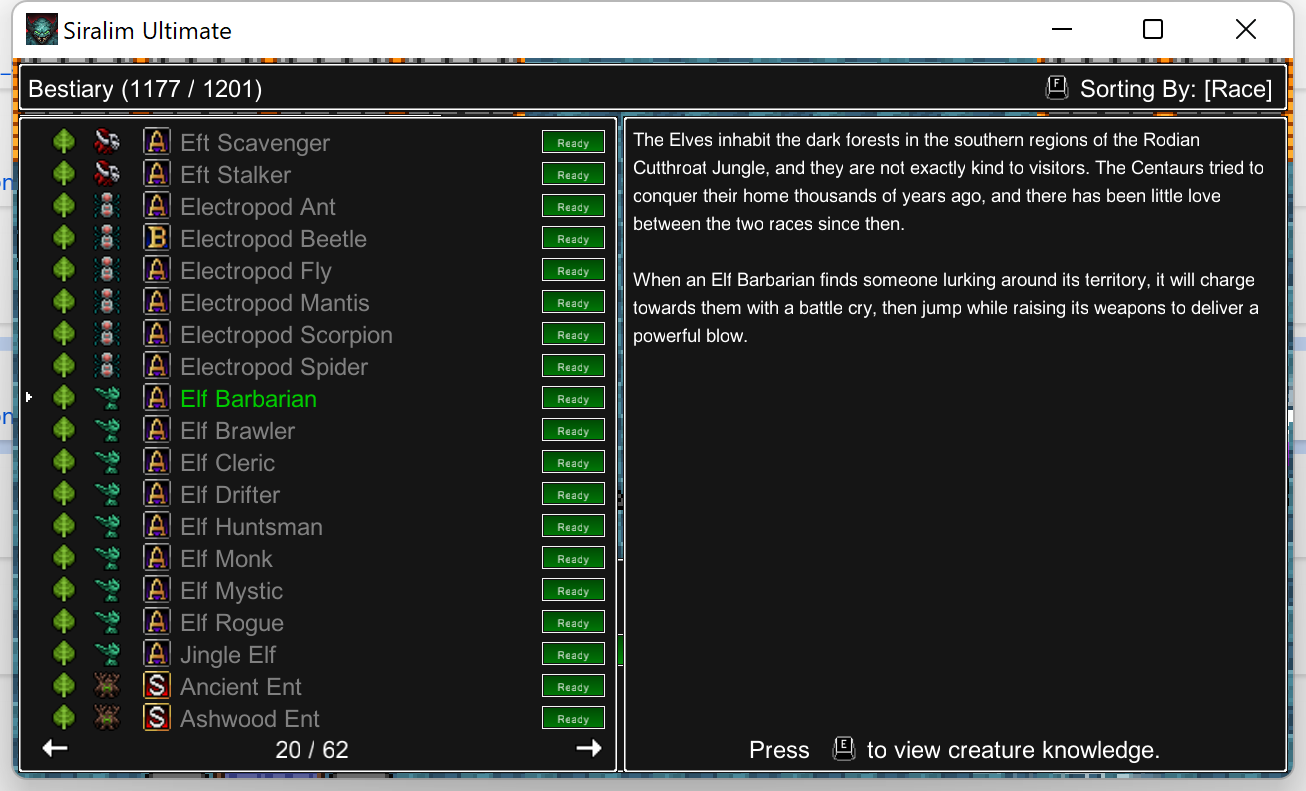 Siralim Ultimate
Bestiary (1177 / 1201)
F Sorting By: [Race]
A Eft Scavenger Ready
A Eft Stalker Ready
A Electropod Ant Ready
B Electropod Beetle Ready
A Electropod Fly Ready
A Electropod Mantis Ready
A Electropod Scorpion Ready
A Electropod Spider Ready
A Elf Barbarian Ready
A Elf Brawler Ready
A Elf Cleric Ready
A Elf Drifter Ready
A Elf Huntsman Ready
A Elf Monk Ready
A Elf Mystic Ready
A Elf Rogue Ready
A Jingle Elf Ready
S Ancient Ent Ready
S Ashwood Ent Ready
20 / 62
The Elves inhabit the dark forests in the southern regions of the Rodian
Cutthroat Jungle, and they are not exactly kind to visitors. The Centaurs tried to
conquer their home thousands of years ago, and there has been little love
between the two races since then.
When an Elf Barbarian finds someone lurking around its territory, it will charge
towards them with a battle cry, then jump while raising its weapons to deliver a
powerful blow.
Press E to view creature knowledge.